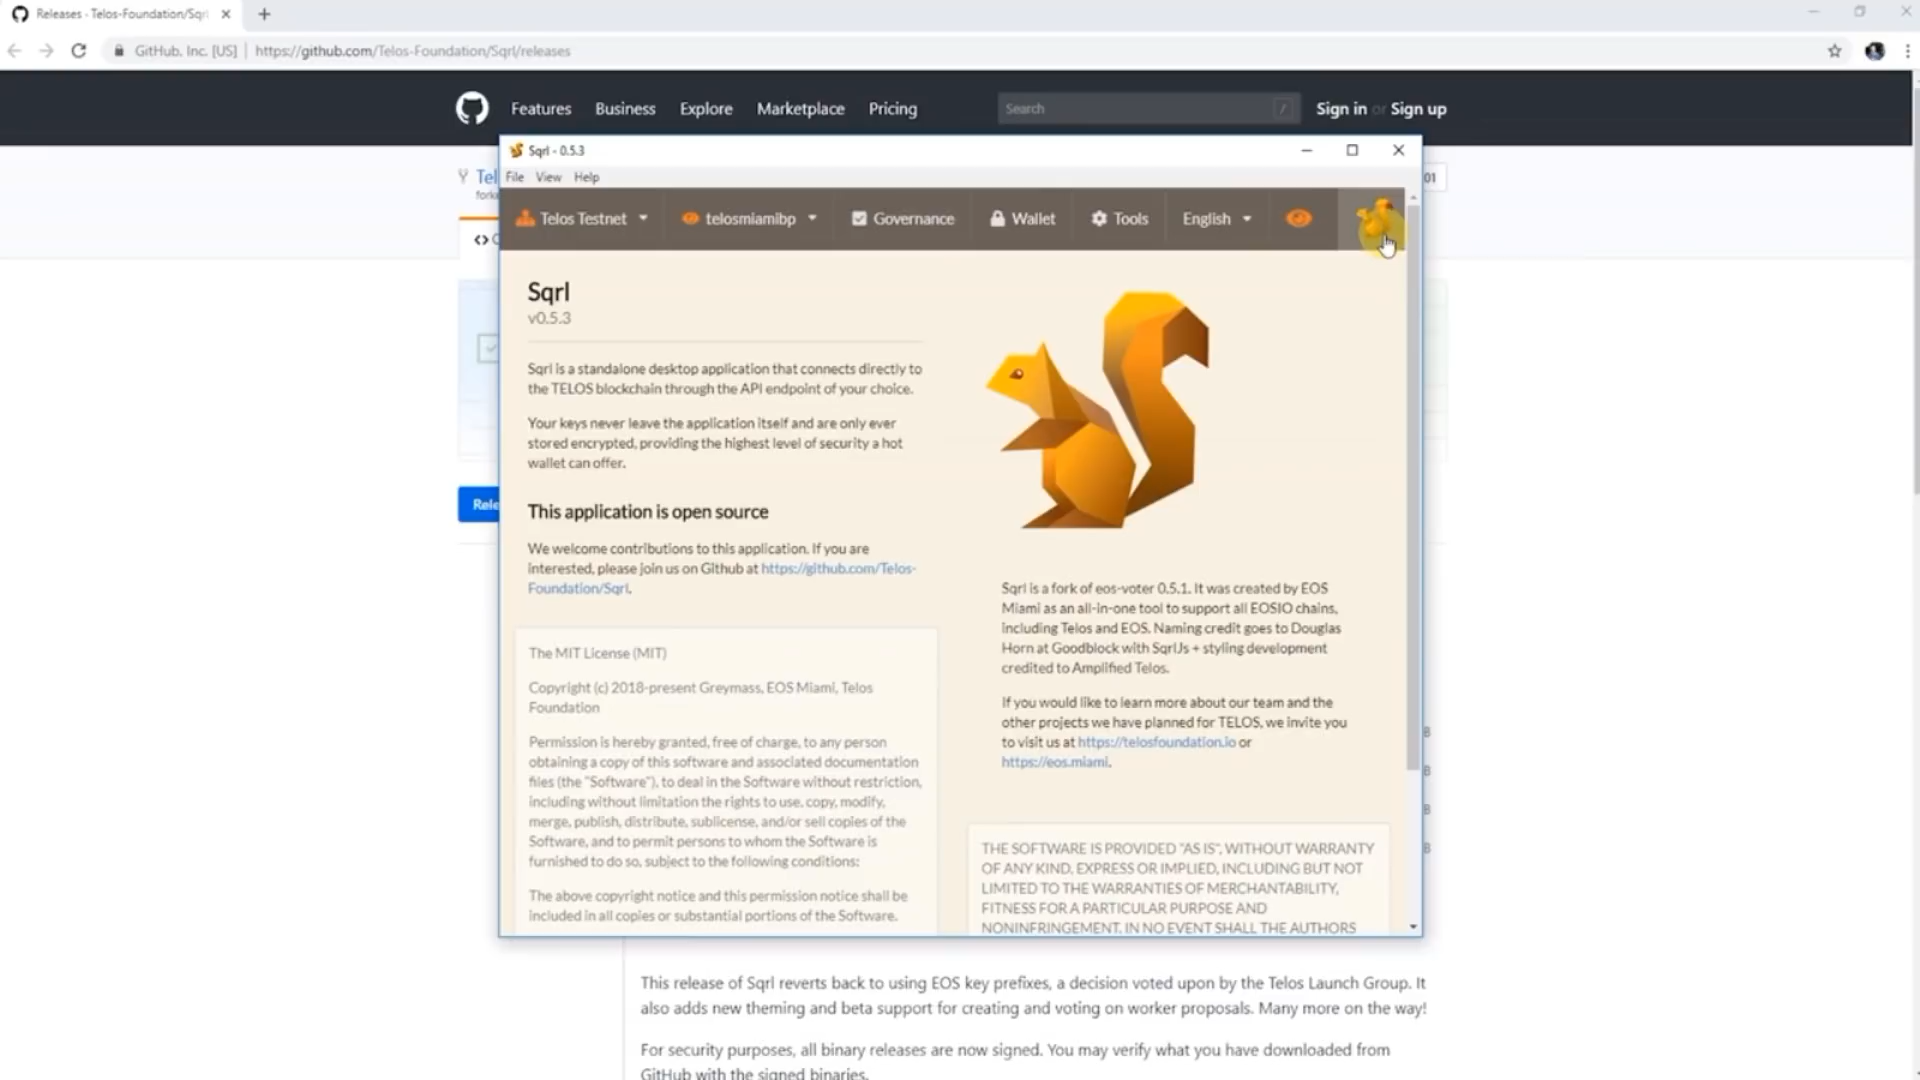 Releases - Telos-Foundation/Sqrl
GitHub, Inc. [US] | https://github.com/Telos-Foundation/Sqrl/releases
Features Business Explore Marketplace Pricing Search / Sign in or Sign up
Tel
fork
01
Rele
Sqrl - 0.5.3
File View Help
Telos Testnet telosmiamibp Governance Wallet Tools English
Sqrl
v0.5.3
Sqrl is a standalone desktop application that connects directly to
the TELOS blockchain through the API endpoint of your choice.
Your keys never leave the application itself and are only ever
stored encrypted, providing the highest level of security a hot
wallet can offer.
This application is open source
We welcome contributions to this application. If you are
interested, please join us on Github at https://github.com/Telos-
Foundation/Sqrl.
The MIT License (MIT)
Copyright (c) 2018-present Greymass, EOS Miami, Telos
Foundation
Permission is hereby granted, free of charge, to any person
obtaining a copy of this software and associated documentation
files (the "Software"), to deal in the Software without restriction,
including without limitation the rights to use, copy, modify,
merge, publish, distribute, sublicense, and/or sell copies of the
Software, and to permit persons to whom the Software is
furnished to do so, subject to the following conditions:
The above copyright notice and this permission notice shall be
included in all copies or substantial portions of the Software.
Sqrl is a fork of eos-voter 0.5.1. It was created by EOS
Miami as an all-in-one tool to support all EOSIO chains,
including Telos and EOS. Naming credit goes to Douglas
Horn at Goodblock with SqrlJs + styling development
credited to Amplified Telos.
If you would like to learn more about our team and the
other projects we have planned for TELOS, we invite you
to visit us at https://telosfoundation.io or
https://eos.miami.
THE SOFTWARE IS PROVIDED "AS IS", WITHOUT WARRANTY
OF ANY KIND, EXPRESS OR IMPLIED, INCLUDING BUT NOT
LIMITED TO THE WARRANTIES OF MERCHANTABILITY,
FITNESS FOR A PARTICULAR PURPOSE AND
NONINFRINGEMENT. IN NO EVENT SHALL THE AUTHORS
B
B
B
B
This release of Sqrl reverts back to using EOS key prefixes, a decision voted upon by the Telos Launch Group. It
also adds new theming and beta support for creating and voting on worker proposals. Many more on the way!
For security purposes, all binary releases are now signed. You may verify what you have downloaded from
GitHub with the signed binaries.